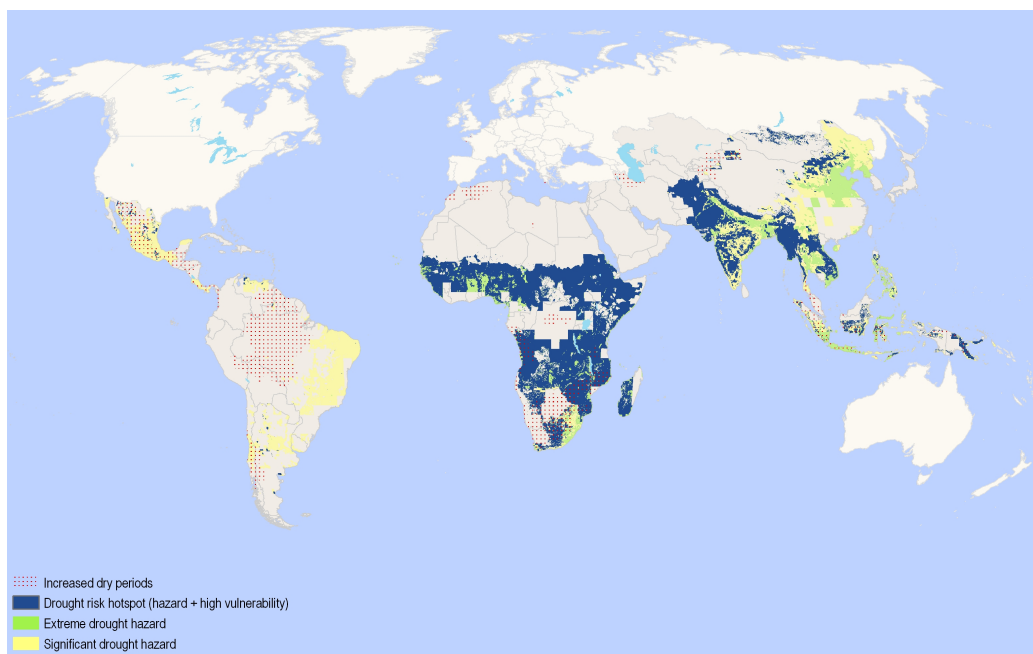 Increased dry periods
Drought risk hotspot (hazard + high vulnerability)
Extreme drought hazard
Significant drought hazard